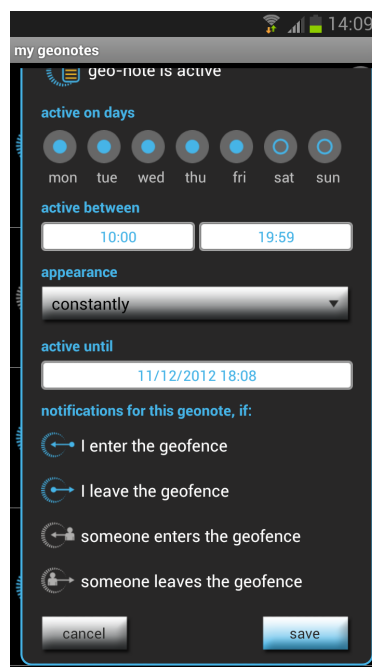 14:09
my geonotes
geo-note is active
active on days
mon tue wed thu fri sat sun
active between
10:00 19:59
appearance
constantly
active until
11/12/2012 18:08
notifications for this geonote, if:
I enter the geofence
I leave the geofence
someone enters the geofence
someone leaves the geofence
cancel save